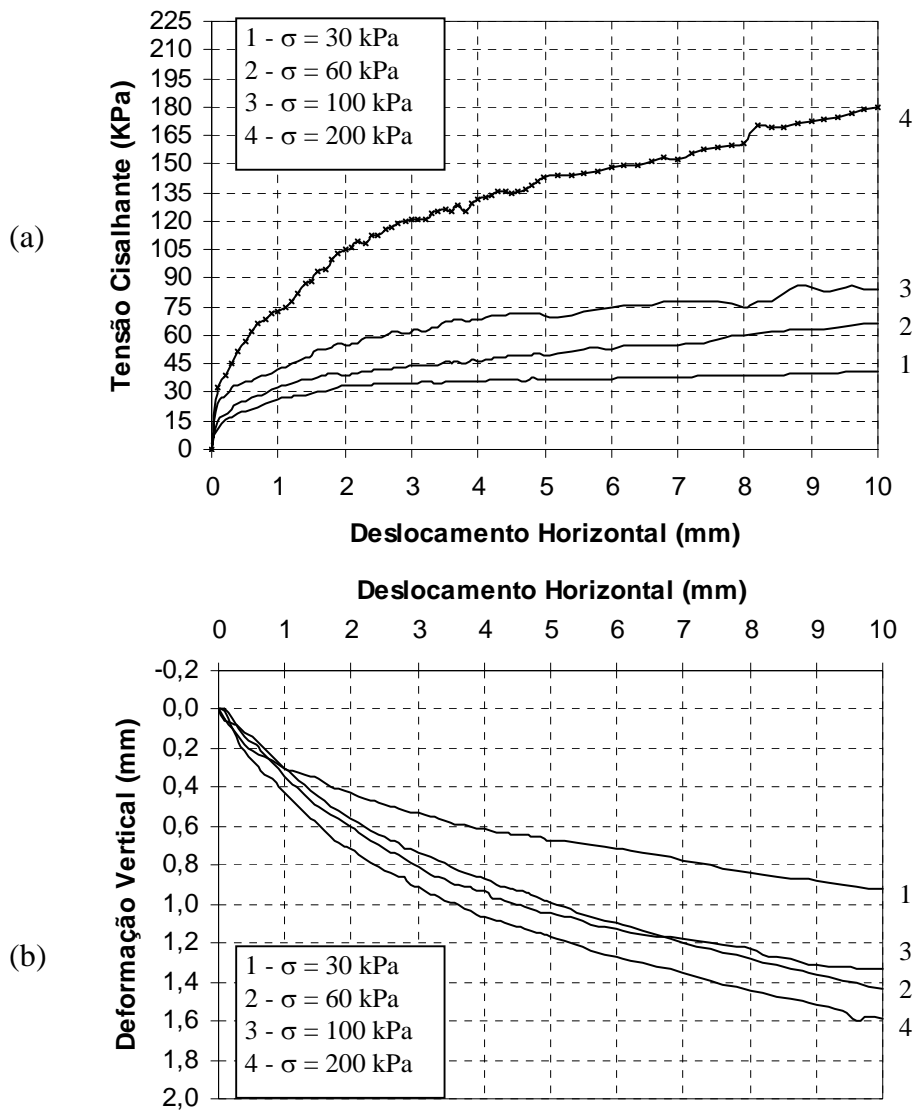 (a)
Tensão Cisalhante (KPa)
225
210
195
180
165
150
135
120
105
90
75
60
45
30
15
0
1 - σ = 30 kPa
2 - σ = 60 kPa
3 - σ = 100 kPa
4 - σ = 200 kPa
4
3
2
1
0 1 2 3 4 5 6 7 8 9 10
Deslocamento Horizontal (mm)
Deslocamento Horizontal (mm)
0 1 2 3 4 5 6 7 8 9 10
(b)
Deformação Vertical (mm)
-0,2
0,0
0,2
0,4
0,6
0,8
1,0
1,2
1,4
1,6
1,8
2,0
1 - σ = 30 kPa
2 - σ = 60 kPa
3 - σ = 100 kPa
4 - σ = 200 kPa
1
3
2
4